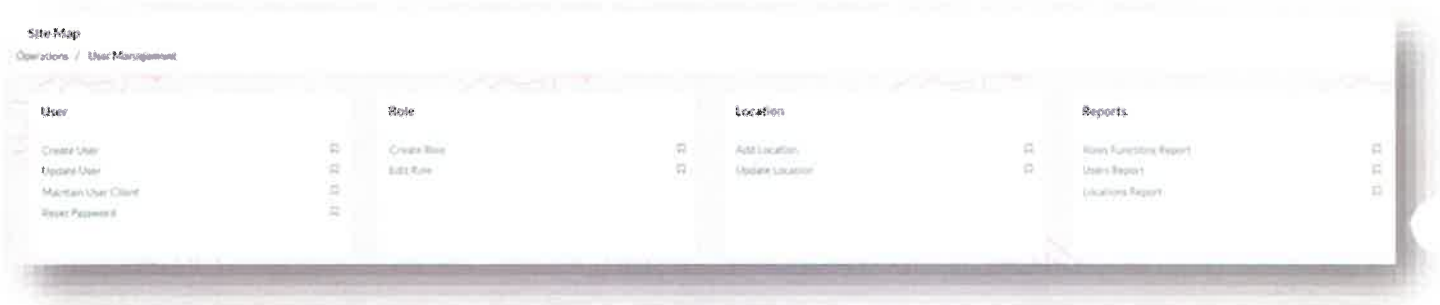 Site Map
Operations / User Management
User
Create User
Update User
Maintain User Client
Reset Password
Role
Create Role
Edit Role
Location
Add Location
Update Location
Reports
Roles Functions Report
Users Report
Locations Report